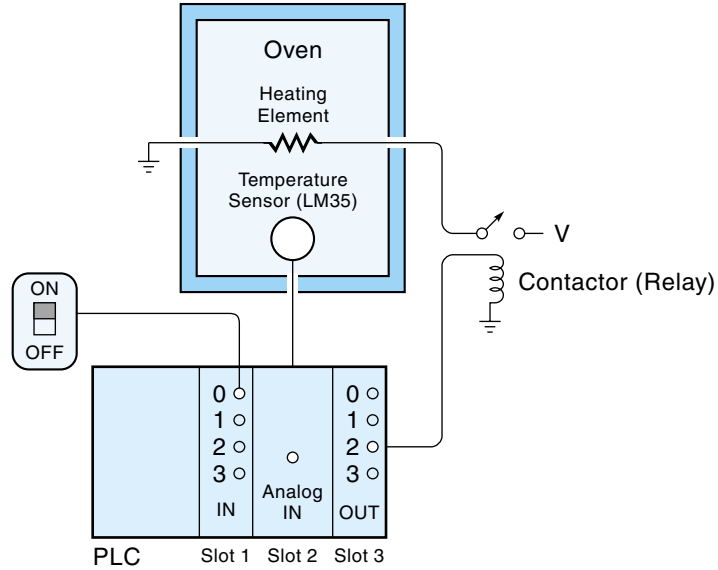 Oven
Heating
Element
Temperature
Sensor (LM35)
V
Contactor (Relay)
ON
OFF
0
1
2
3
IN
Analog
IN
0
1
2
3
OUT
PLC
Slot 1
Slot 2
Slot 3